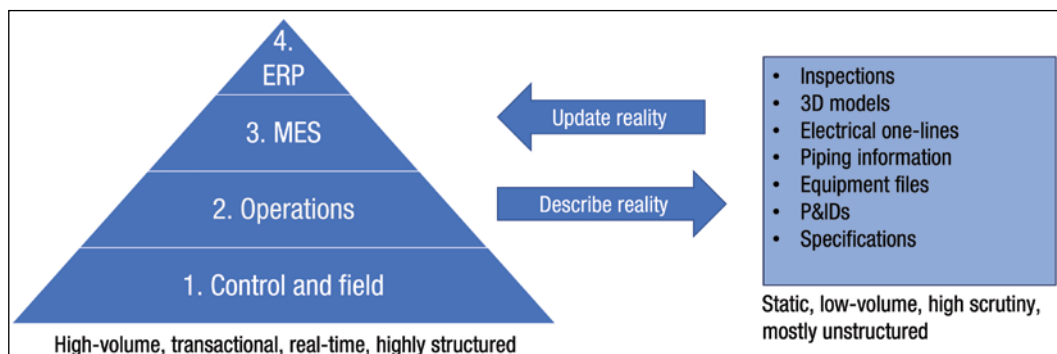 4.
ERP
3. MES
2. Operations
1. Control and field
High-volume, transactional, real-time, highly structured
Update reality
Describe reality
• Inspections
• 3D models
• Electrical one-lines
• Piping information
• Equipment files
• P&IDs
• Specifications
Static, low-volume, high scrutiny,
mostly unstructured